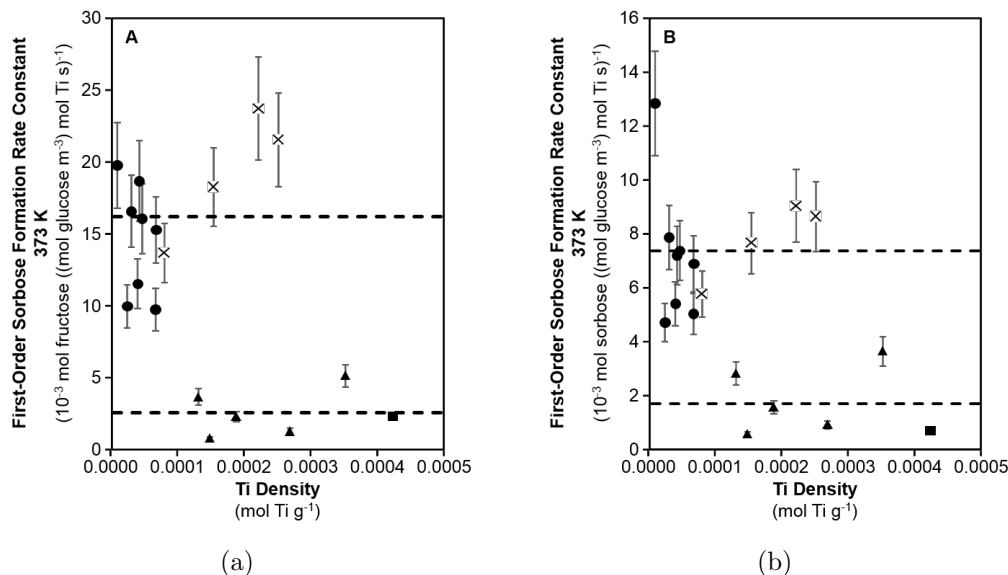 First-Order Sorbose Formation Rate Constant
373 K
(10⁻³ mol fructose ((mol glucose m⁻³) mol Ti s)⁻¹)
A
30
25
20
15
10
5
0
0.0000 0.0001 0.0002 0.0003 0.0004 0.0005
Ti Density
(mol Ti g⁻¹)
(a)
First-Order Sorbose Formation Rate Constant
373 K
(10⁻³ mol sorbose ((mol glucose m⁻³) mol Ti s)⁻¹)
B
16
14
12
10
8
6
4
2
0
0.0000 0.0001 0.0002 0.0003 0.0004 0.0005
Ti Density
(mol Ti g⁻¹)
(b)